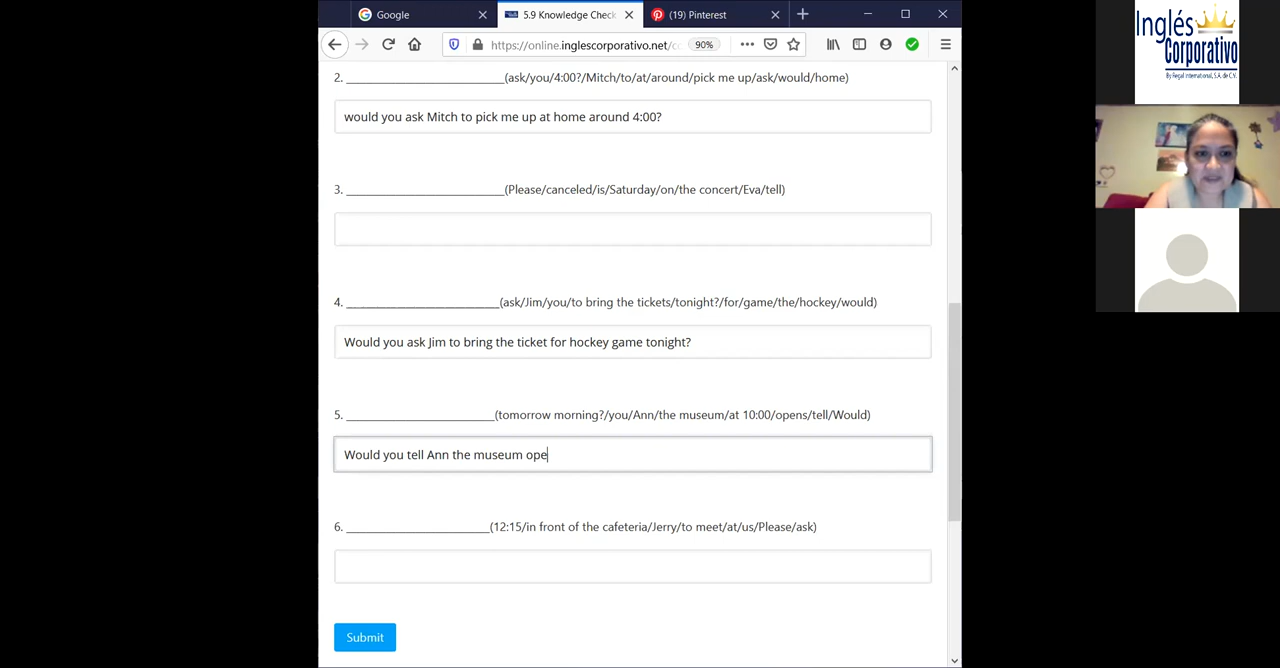 Google
5.9 Knowledge Check
(19) Pinterest
https://online.inglescorporativo.net/co
90%
2. ________________________(ask/you/4:00?/Mitch/to/at/around/pick me up/ask/would/home)
would you ask Mitch to pick me up at home around 4:00?
3. ________________________(Please/canceled/is/Saturday/on/the concert/Eva/tell)
4. ________________________(ask/Jim/you/to bring the tickets/tonight?/for/game/the/hockey/would)
Would you ask Jim to bring the ticket for hockey game tonight?
5. ________________________(tomorrow morning?/you/Ann/the museum/at 10:00/opens/tell/Would)
Would you tell Ann the museum ope
6. ________________________(12:15/in front of the cafeteria/Jerry/to meet/at/us/Please/ask)
Submit
Inglés
Corporativo
By Regal International, S.A. de C.V.